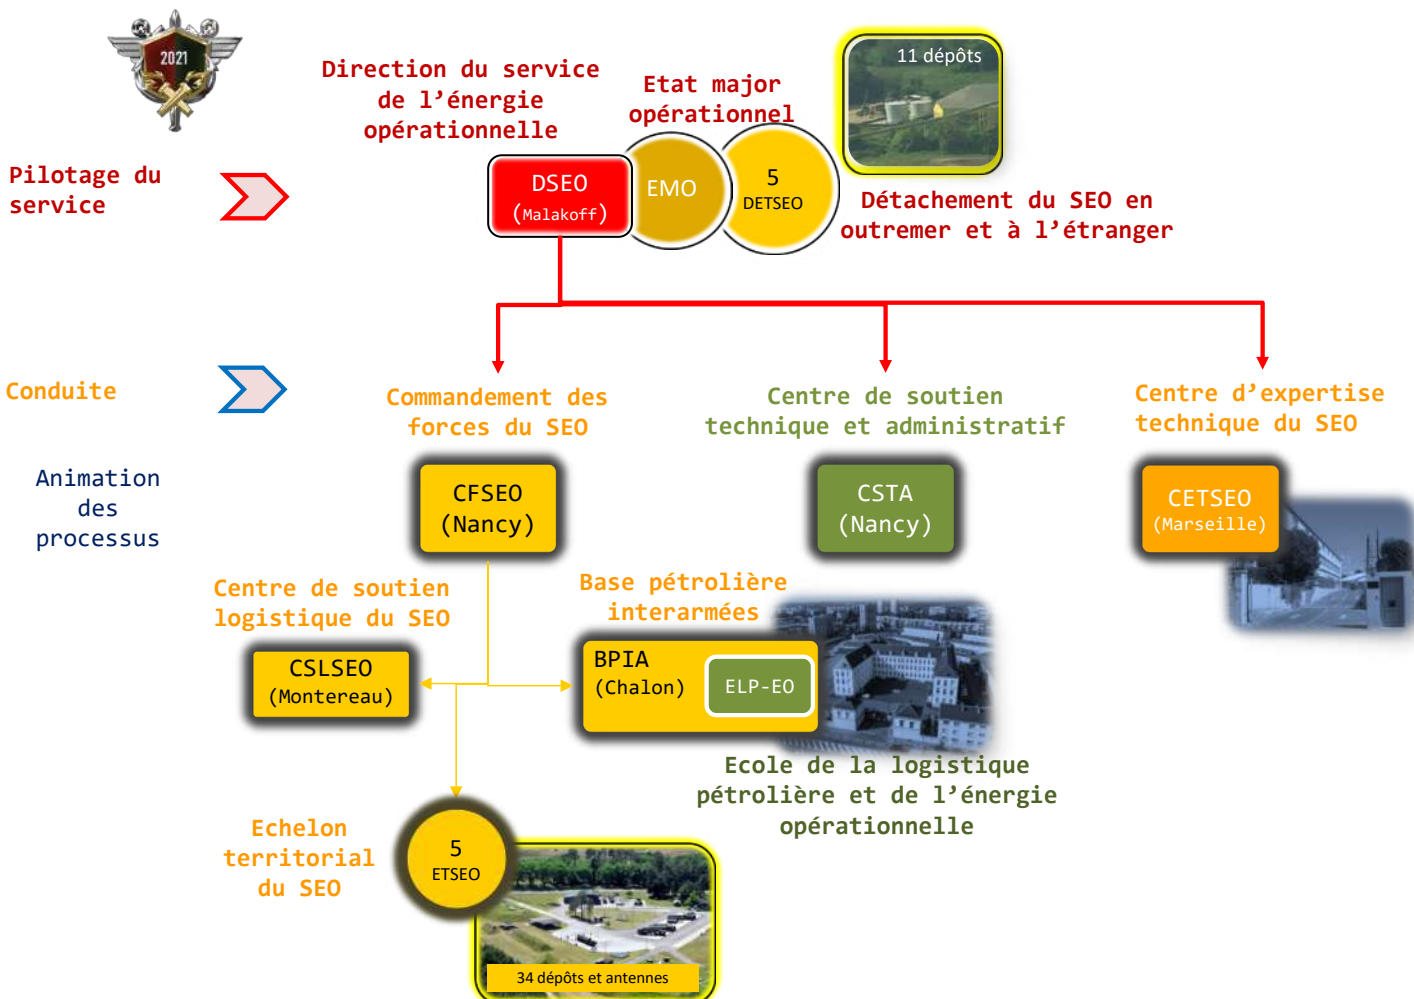 2021
Direction du service
de l’énergie
opérationnelle
Etat major
opérationnel
11 dépôts
Pilotage du
service
DSEO
(Malakoff)
EMO
5
DETSEO
Détachement du SEO en
outremer et à l’étranger
Conduite
Commandement des
forces du SEO
Centre de soutien
technique et administratif
Centre d’expertise
technique du SEO
Animation
des
processus
CFSEO
(Nancy)
CSTA
(Nancy)
CETSEO
(Marseille)
Centre de soutien
logistique du SEO
Base pétrolière
interarmées
CSLSEO
(Montereau)
BPIA
(Chalon)
ELP-EO
Ecole de la logistique
pétrolière et de l’énergie
opérationnelle
Echelon
territorial
du SEO
5
ETSEO
34 dépôts et antennes